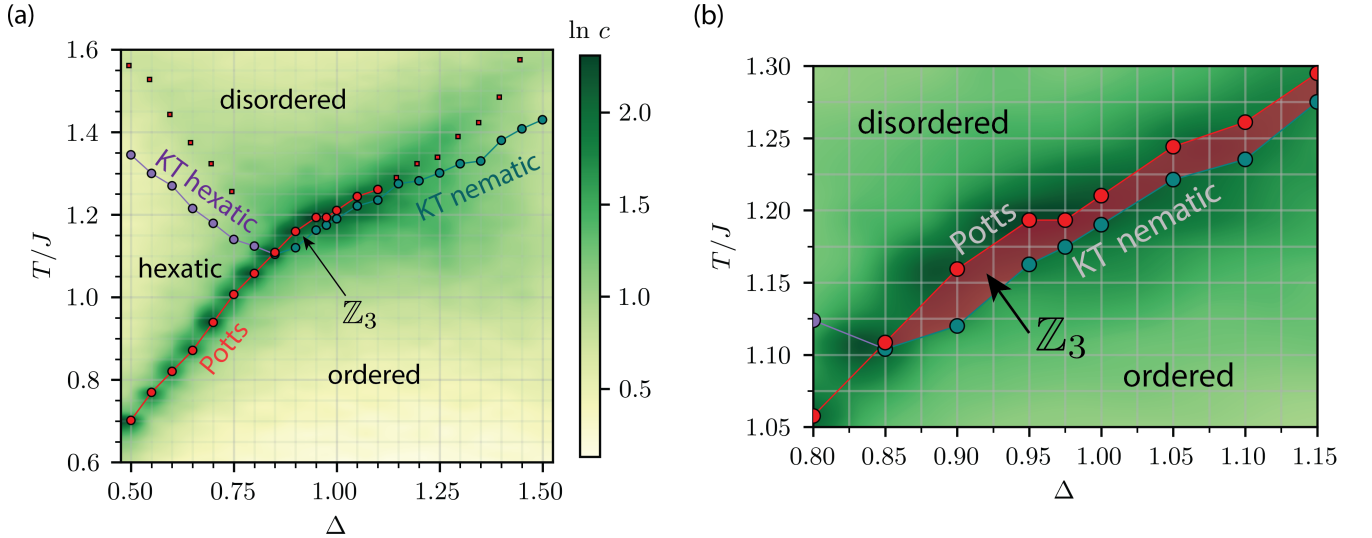 (a)
ln c
1.6
1.4
1.2
1.0
0.8
0.6
T/J
disordered
KT hexatic
hexatic
KT nematic
ℤ₃
Potts
ordered
0.50
0.75
1.00
1.25
1.50
Δ
2.0
1.5
1.0
0.5
(b)
1.30
1.25
1.20
1.15
1.10
1.05
T/J
disordered
Potts
KT nematic
ℤ₃
ordered
0.80
0.85
0.90
0.95
1.00
1.05
1.10
1.15
Δ